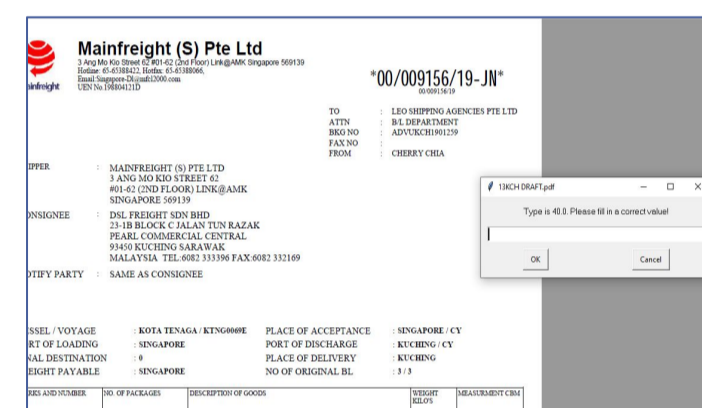 Mainfreight (S) Pte Ltd
3 Ang Mo Kio Street 62 #01-62 (2nd Floor) Link@AMK Singapore 569139
Hotline: 65-65388422, Hotfax: 65-65388066,
Email:Singapore-DI@mfrl2000.com
UEN No.198804121D
infreight
*00/009156/19-JN*
00/009156/19
TO : LEO SHIPPING AGENCIES PTE LTD
ATTN : B/L DEPARTMENT
BKG NO : ADVUKCH1901259
FAX NO :
FROM : CHERRY CHIA
IPPER : MAINFREIGHT (S) PTE LTD
3 ANG MO KIO STREET 62
#01-62 (2ND FLOOR) LINK@AMK
SINGAPORE 569139
13KCH DRAFT.pdf
Type is 40.0. Please fill in a correct value!
OK Cancel
ONSIGNEE : DSL FREIGHT SDN BHD
23-1B BLOCK C JALAN TUN RAZAK
PEARL COMMERCIAL CENTRAL
93450 KUCHING SARAWAK
MALAYSIA TEL:6082 333396 FAX:6082 332169
OTIFY PARTY : SAME AS CONSIGNEE
SSEL / VOYAGE : KOTA TENAGA / KTNG0069E PLACE OF ACCEPTANCE : SINGAPORE / CY
RT OF LOADING : SINGAPORE PORT OF DISCHARGE : KUCHING / CY
NAL DESTINATION : 0 PLACE OF DELIVERY : KUCHING
EIGHT PAYABLE : SINGAPORE NO OF ORIGINAL BL : 3 / 3
RKS AND NUMBER NO. OF PACKAGES DESCRIPTION OF GOODS WEIGHT KILO'S MEASURMENT CBM